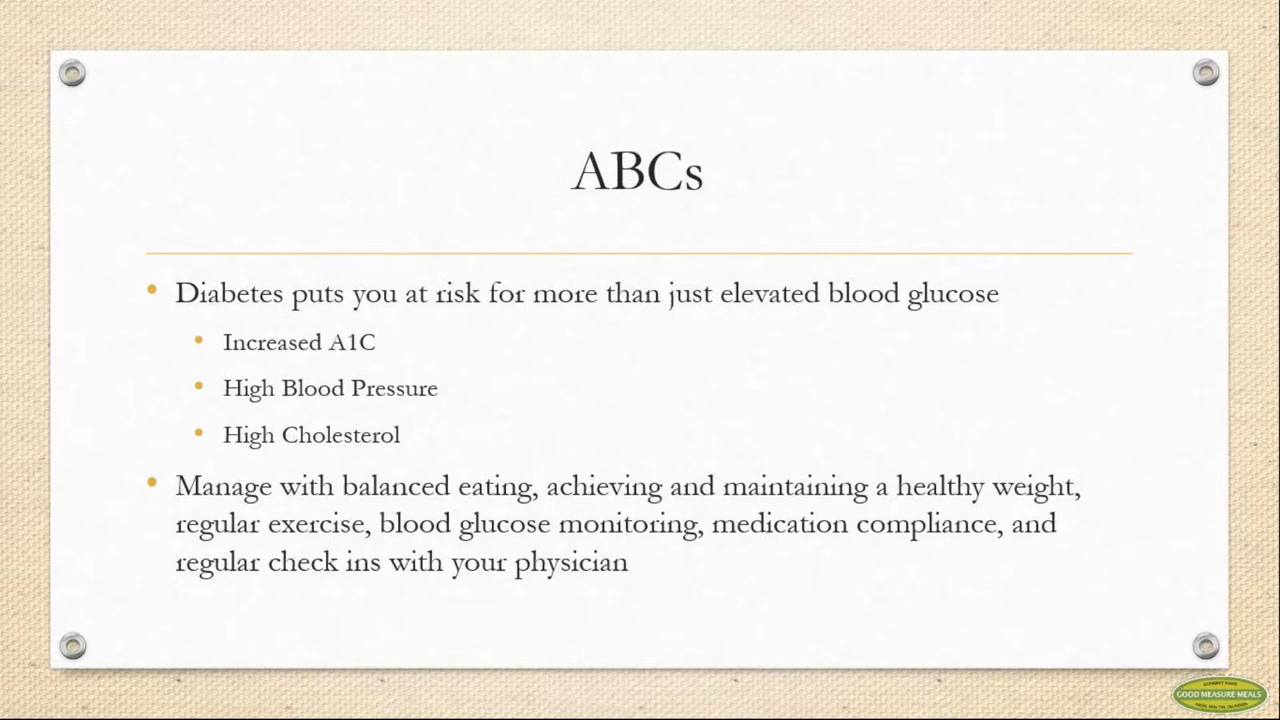 ABCs
Diabetes puts you at risk for more than just elevated blood glucose
Increased A1C
High Blood Pressure
High Cholesterol
Manage with balanced eating, achieving and maintaining a healthy weight,
regular exercise, blood glucose monitoring, medication compliance, and
regular check ins with your physician
GOOD MEASURE MEALS